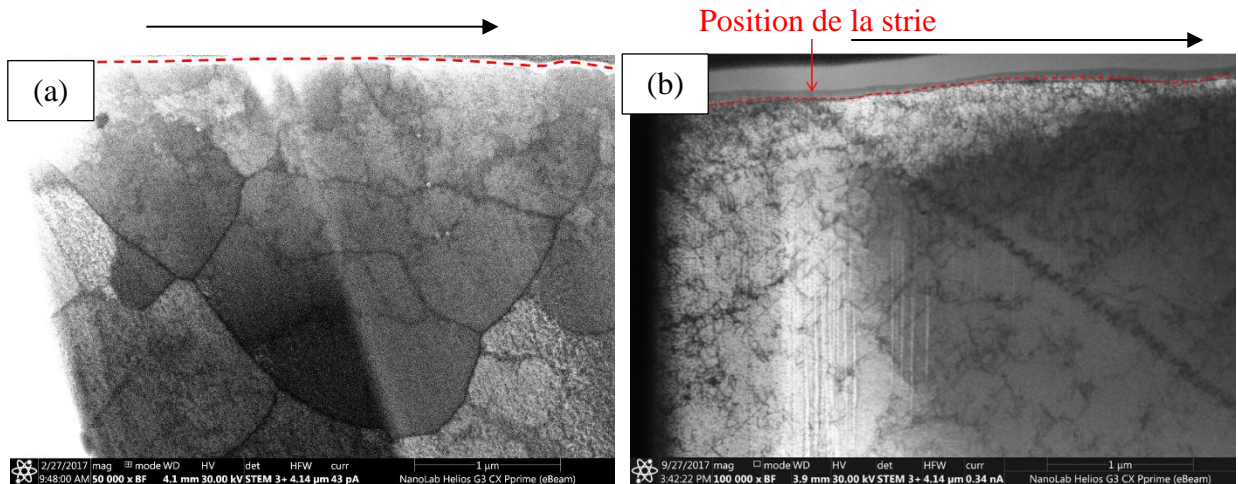 Position de la strie
(a)
(b)
2/27/2017 mag mode WD HV det HFW curr 1 µm
9:48:00 AM 50 000 x BF 4.1 mm 30.00 kV STEM 3+ 4.14 µm 43 pA NanoLab Helios G3 CX Pprime (eBeam)
9/27/2017 mag mode WD HV det HFW curr 1 µm
3:42:22 PM 100 000 x BF 3.9 mm 30.00 kV STEM 3+ 4.14 µm 0.34 nA NanoLab Helios G3 CX Pprime (eBeam)